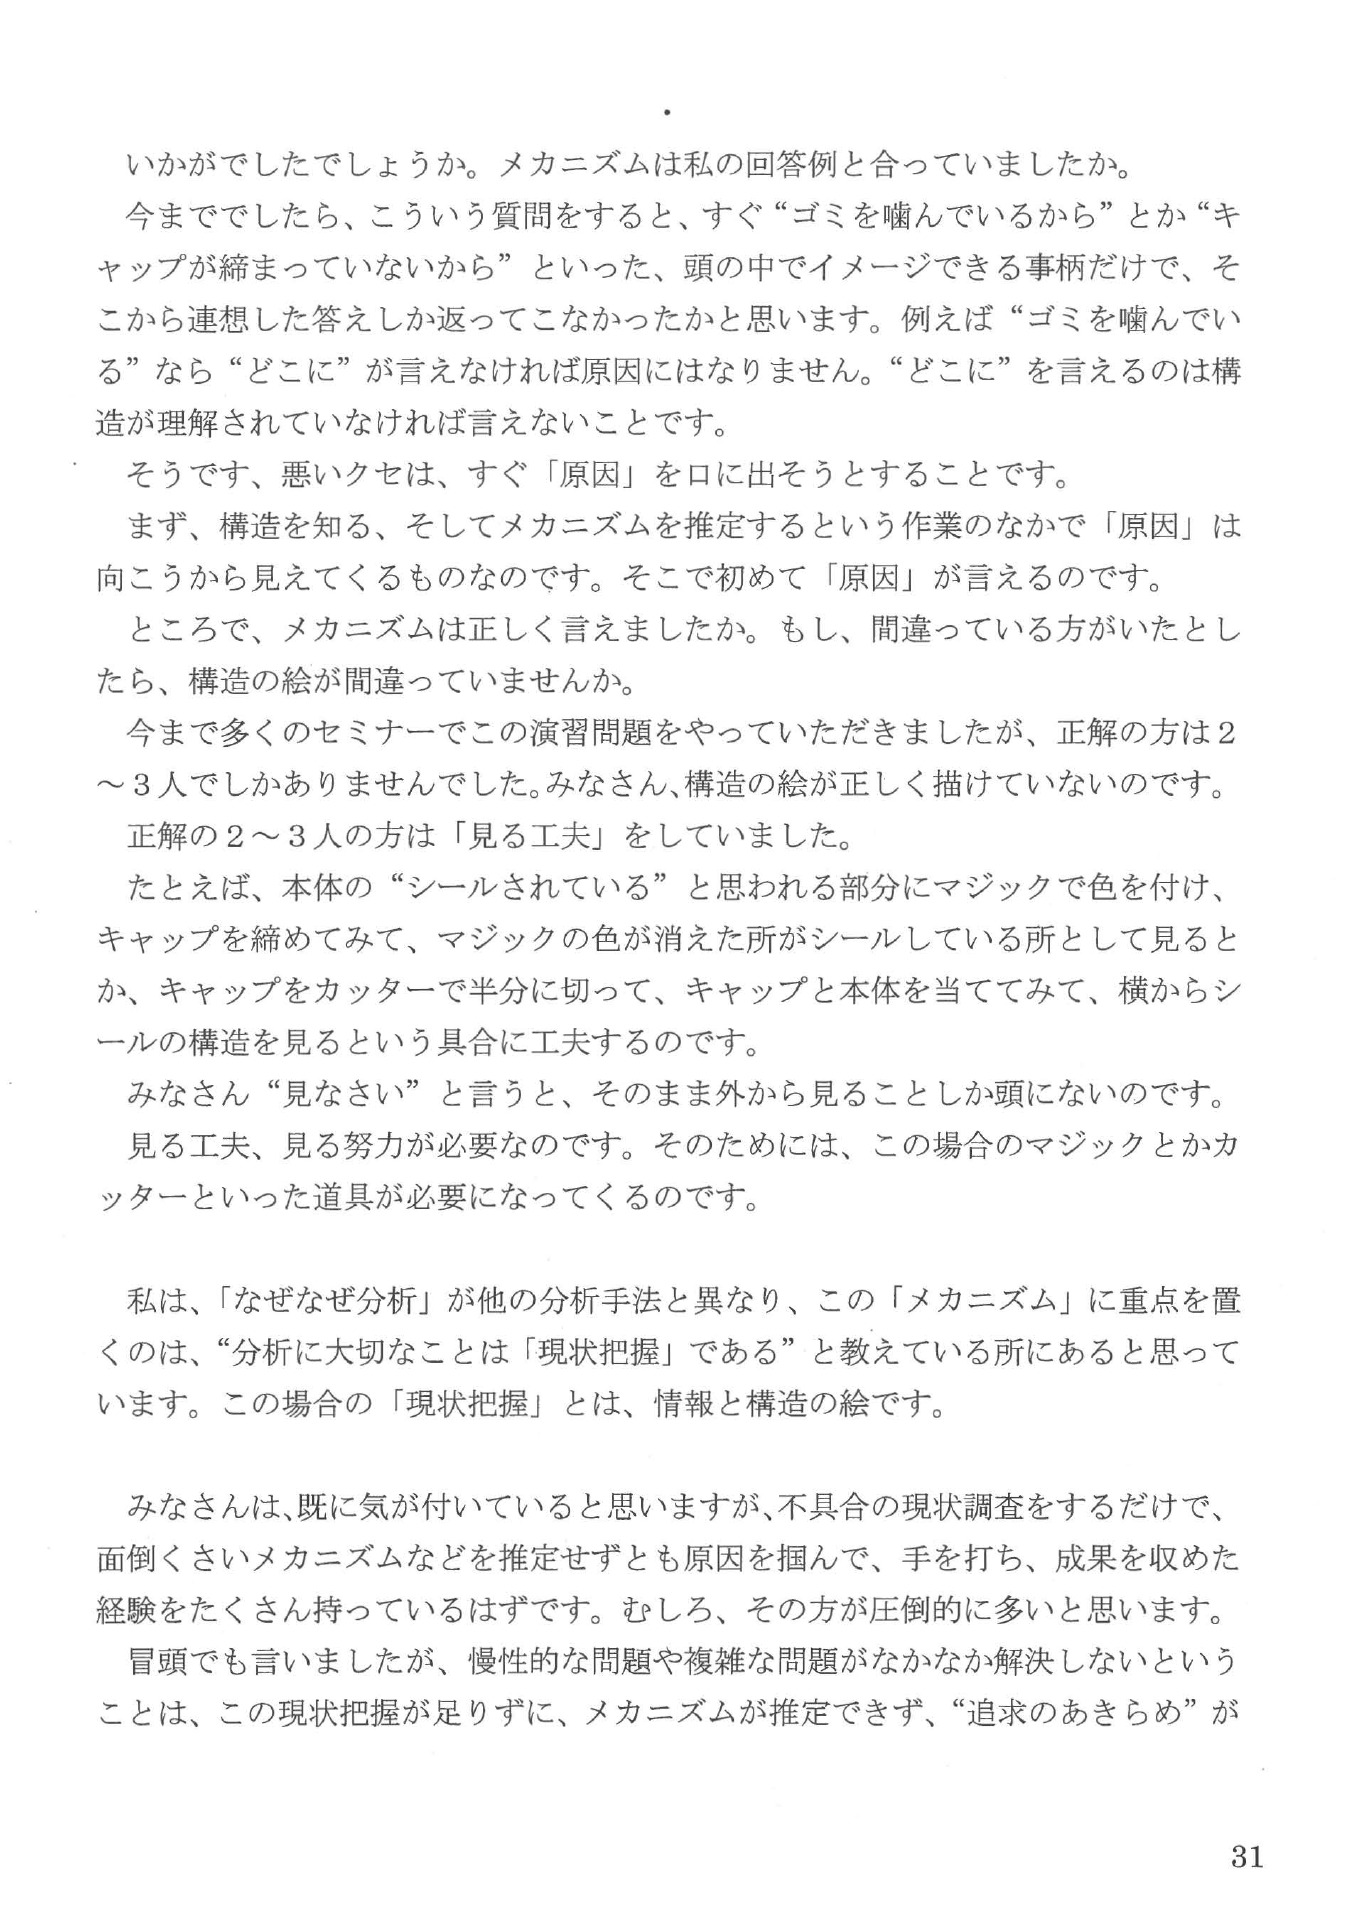 いかがでしたでしょうか。メカニズムは私の回答例と合っていましたか。
今まででしたら、こういう質問をすると、すぐ“ゴミを噛んでいるから”とか“キ
ャップが締まっていないから”といった、頭の中でイメージできる事柄だけで、そ
こから連想した答えしか返ってこなかったかと思います。例えば“ゴミを噛んでい
る”なら“どこに”が言えなければ原因にはなりません。“どこに”を言えるのは構
造が理解されていなければ言えないことです。
そうです、悪いクセは、すぐ「原因」を口に出そうとすることです。
まず、構造を知る、そしてメカニズムを推定するという作業のなかで「原因」は
向こうから見えてくるものなのです。そこで初めて「原因」が言えるのです。
ところで、メカニズムは正しく言えましたか。もし、間違っている方がいたとし
たら、構造の絵が間違っていませんか。
今まで多くのセミナーでこの演習問題をやっていただきましたが、正解の方は２
～３人でしかありませんでした。みなさん、構造の絵が正しく描けていないのです。
正解の２～３人の方は「見る工夫」をしていました。
たとえば、本体の“シールされている”と思われる部分にマジックで色を付け、
キャップを締めてみて、マジックの色が消えた所がシールしている所として見ると
か、キャップをカッターで半分に切って、キャップと本体を当ててみて、横からシ
ールの構造を見るという具合に工夫するのです。
みなさん“見なさい”と言うと、そのまま外から見ることしか頭にないのです。
見る工夫、見る努力が必要なのです。そのためには、この場合のマジックとかカ
ッターといった道具が必要になってくるのです。
私は、「なぜなぜ分析」が他の分析手法と異なり、この「メカニズム」に重点を置
くのは、“分析に大切なことは「現状把握」である”と教えている所にあると思って
います。この場合の「現状把握」とは、情報と構造の絵です。
みなさんは、既に気が付いていると思いますが、不具合の現状調査をするだけで、
面倒くさいメカニズムなどを推定せずとも原因を掴んで、手を打ち、成果を収めた
経験をたくさん持っているはずです。むしろ、その方が圧倒的に多いと思います。
冒頭でも言いましたが、慢性的な問題や複雑な問題がなかなか解決しないという
ことは、この現状把握が足りずに、メカニズムが推定できず、“追求のあきらめ”が
31